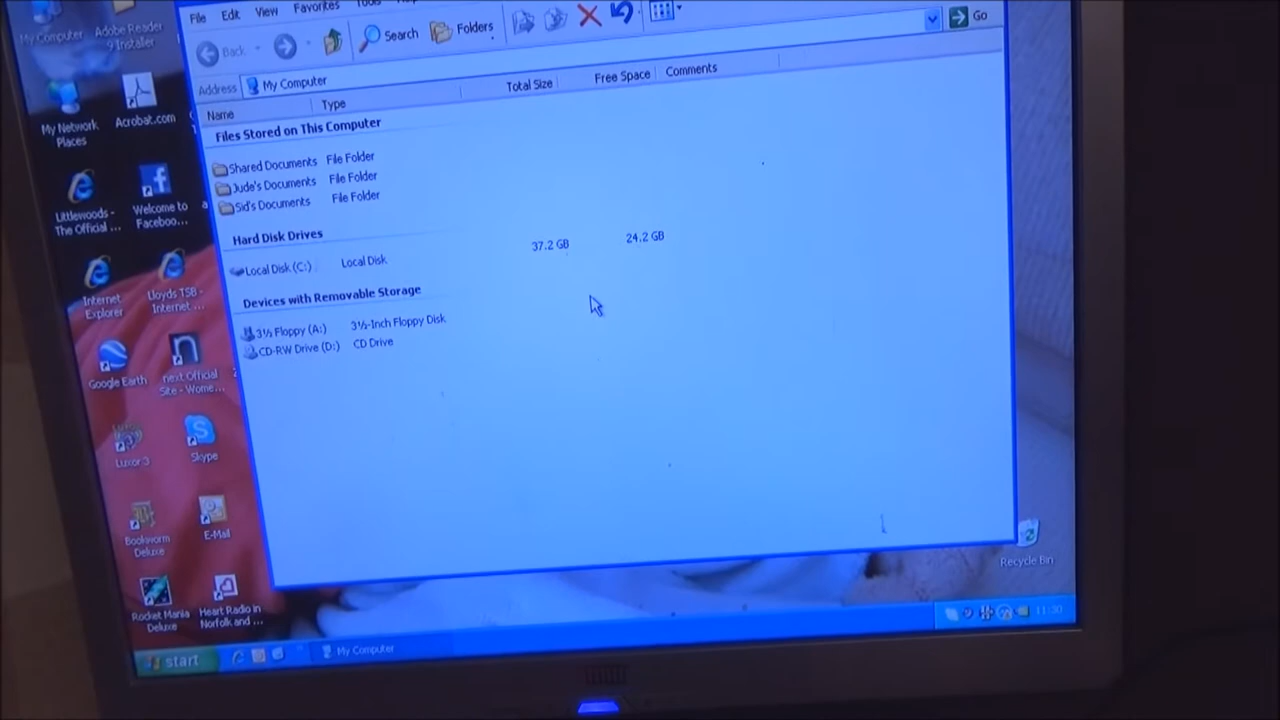 File Edit View Favorites
Back Search Folders
Address My Computer Go
Name Type Total Size Free Space Comments
Files Stored on This Computer
Shared Documents File Folder
Jude's Documents File Folder
Sid's Documents File Folder
Hard Disk Drives
Local Disk (C:) Local Disk 37.2 GB 24.2 GB
Devices with Removable Storage
3½ Floppy (A:) 3½-Inch Floppy Disk
CD-RW Drive (D:) CD Drive
My Computer
Adobe Reader
9 Installer
My Network
Places
Acrobat.com
Littlewoods -
The Official ...
Welcome to
Faceboo...
Internet
Explorer
Lloyds TSB -
Internet ...
Google Earth
next Official
Site - Wome...
Luxor 3
Skype
Bookworm
Deluxe
E-Mail
Rocket Mania
Deluxe
Heart Radio in
Norfolk and ...
Recycle Bin
start My Computer 11:30